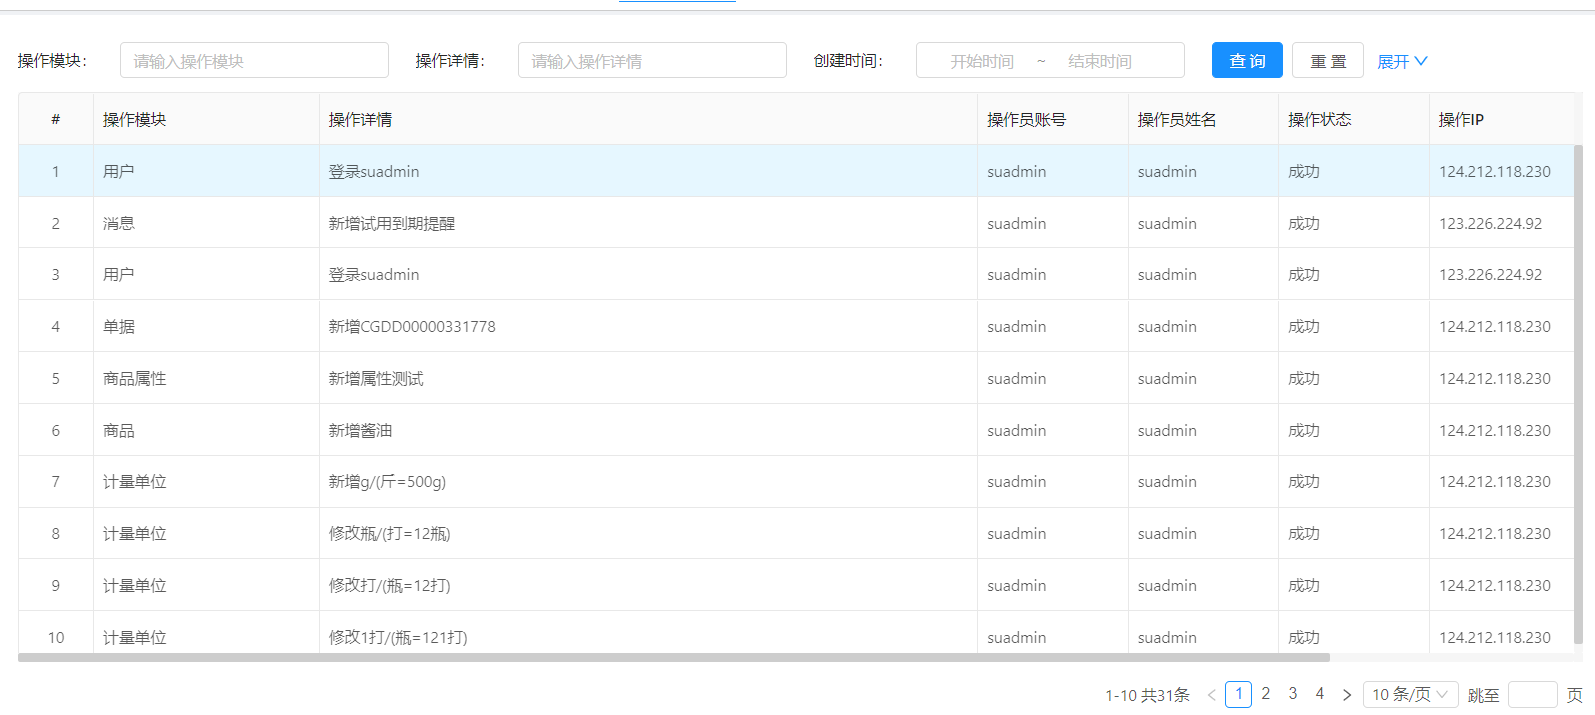 操作模块： 请输入操作模块 操作详情： 请输入操作详情 创建时间： 开始时间 ~ 结束时间 查 询 重 置 展开
# 操作模块 操作详情 操作员账号 操作员姓名 操作状态 操作IP
1 用户 登录suadmin suadmin suadmin 成功 124.212.118.230
2 消息 新增试用到期提醒 suadmin suadmin 成功 123.226.224.92
3 用户 登录suadmin suadmin suadmin 成功 123.226.224.92
4 单据 新增CGDD00000331778 suadmin suadmin 成功 124.212.118.230
5 商品属性 新增属性测试 suadmin suadmin 成功 124.212.118.230
6 商品 新增酱油 suadmin suadmin 成功 124.212.118.230
7 计量单位 新增g/(斤=500g) suadmin suadmin 成功 124.212.118.230
8 计量单位 修改瓶/(打=12瓶) suadmin suadmin 成功 124.212.118.230
9 计量单位 修改打/(瓶=12打) suadmin suadmin 成功 124.212.118.230
10 计量单位 修改1打/(瓶=121打) suadmin suadmin 成功 124.212.118.230
1-10 共31条 < 1 2 3 4 > 10 条/页 跳至 页